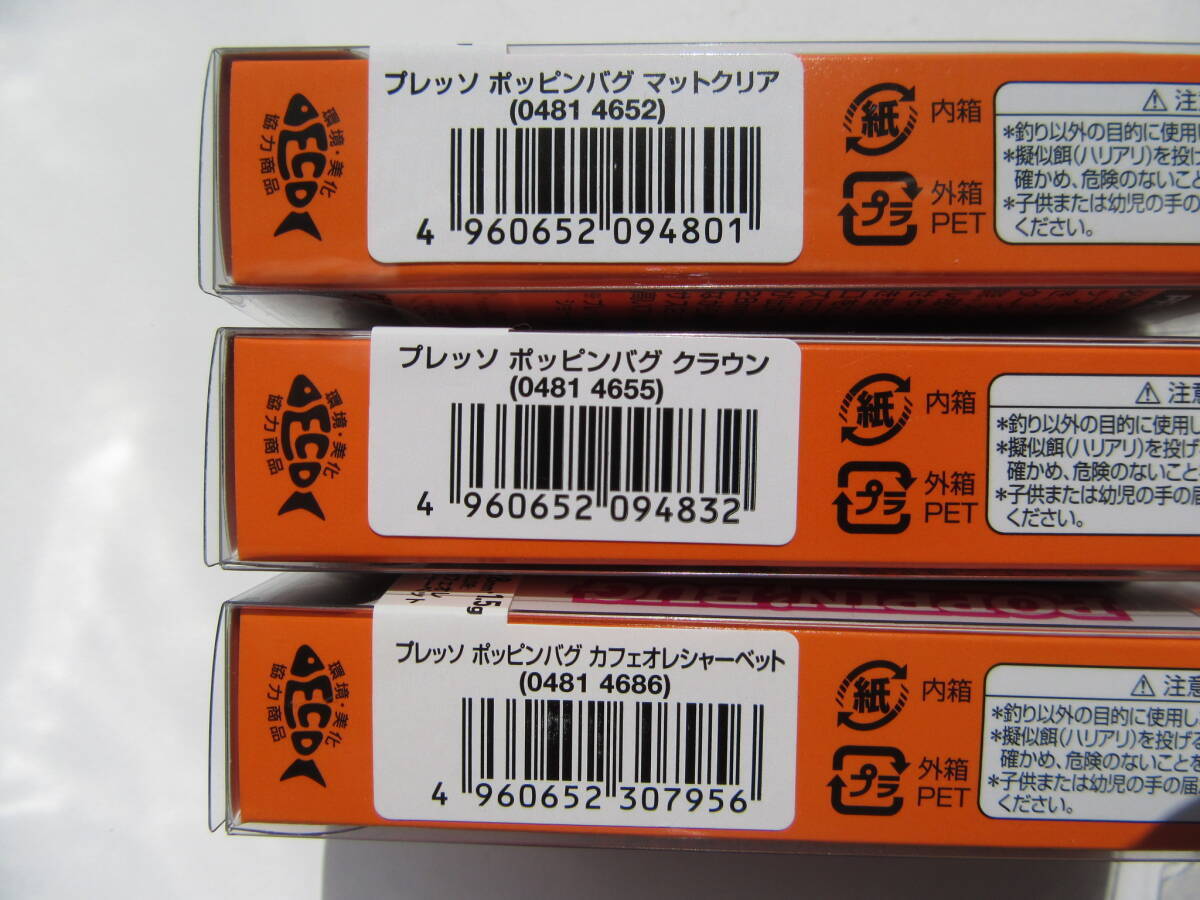 環境・美化
ECO
協力商品
プレッソ ポッピンバグ マットクリア
(0481 4652)
4 960652 094801
紙 内箱
プラ 外箱
PET
⚠ 注
*釣り以外の目的に使用
*擬似餌(ハリアリ)を投げ
確かめ、危険のないこと
*子供または幼児の手の
ください。
環境・美化
ECO
協力商品
プレッソ ポッピンバグ クラウン
(0481 4655)
4 960652 094832
紙 内箱
プラ 外箱
PET
⚠ 注意
*釣り以外の目的に使用し
*擬似餌(ハリアリ)を投げ
確かめ、危険のないこと
*子供または幼児の手の届
ください。
1.5g
POPPIN' BUG
環境・美化
ECO
協力商品
プレッソ ポッピンバグ カフェオレシャーベット
(0481 4686)
4 960652 307956
紙 内箱
プラ 外箱
PET
⚠ 注意
*釣り以外の目的に使用し
*擬似餌(ハリアリ)を投げる
確かめ、危険のないことを
*子供または幼児の手の届
ください。